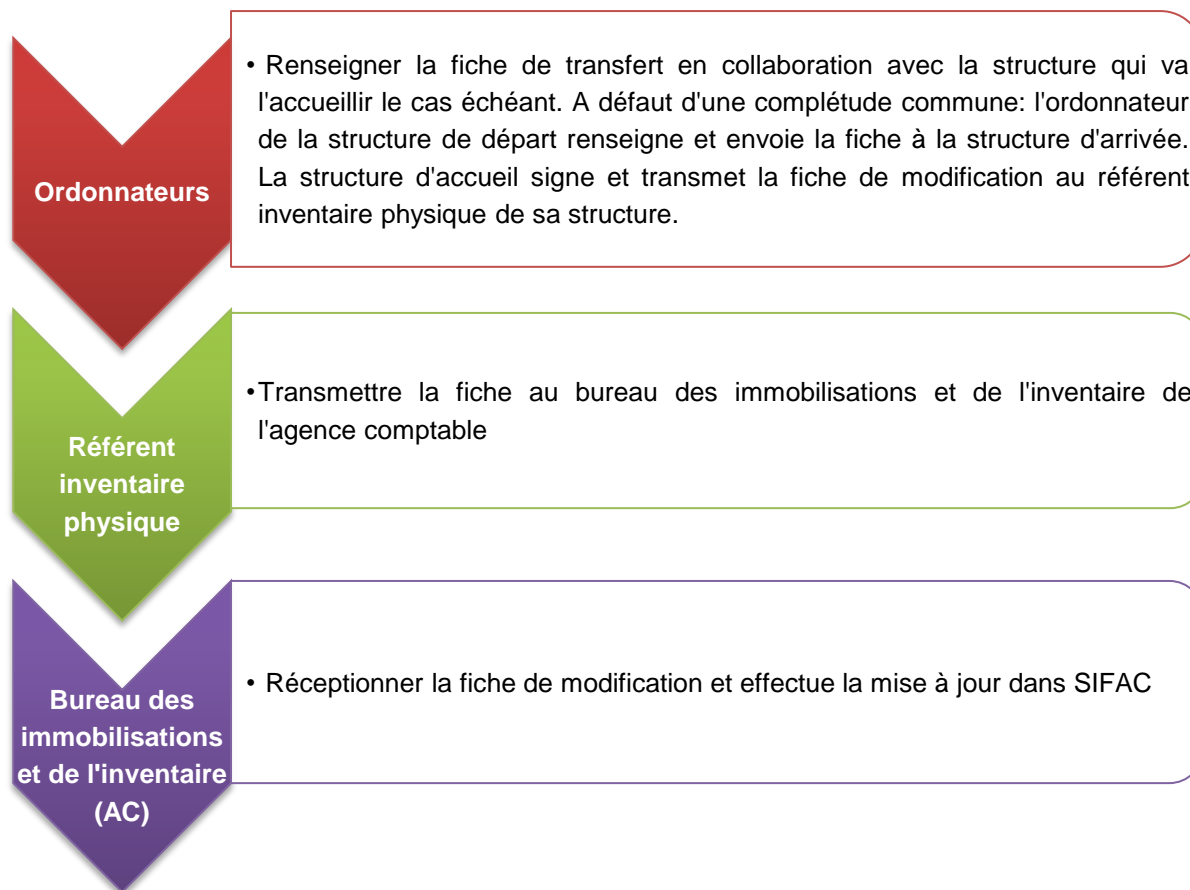 Ordonnateurs
• Renseigner la fiche de transfert en collaboration avec la structure qui va
l'accueillir le cas échéant. A défaut d'une complétude commune: l'ordonnateur
de la structure de départ renseigne et envoie la fiche à la structure d'arrivée.
La structure d'accueil signe et transmet la fiche de modification au référent
inventaire physique de sa structure.
Référent
inventaire
physique
•Transmettre la fiche au bureau des immobilisations et de l'inventaire de
l'agence comptable
Bureau des
immobilisations
et de l'inventaire
(AC)
• Réceptionner la fiche de modification et effectue la mise à jour dans SIFAC